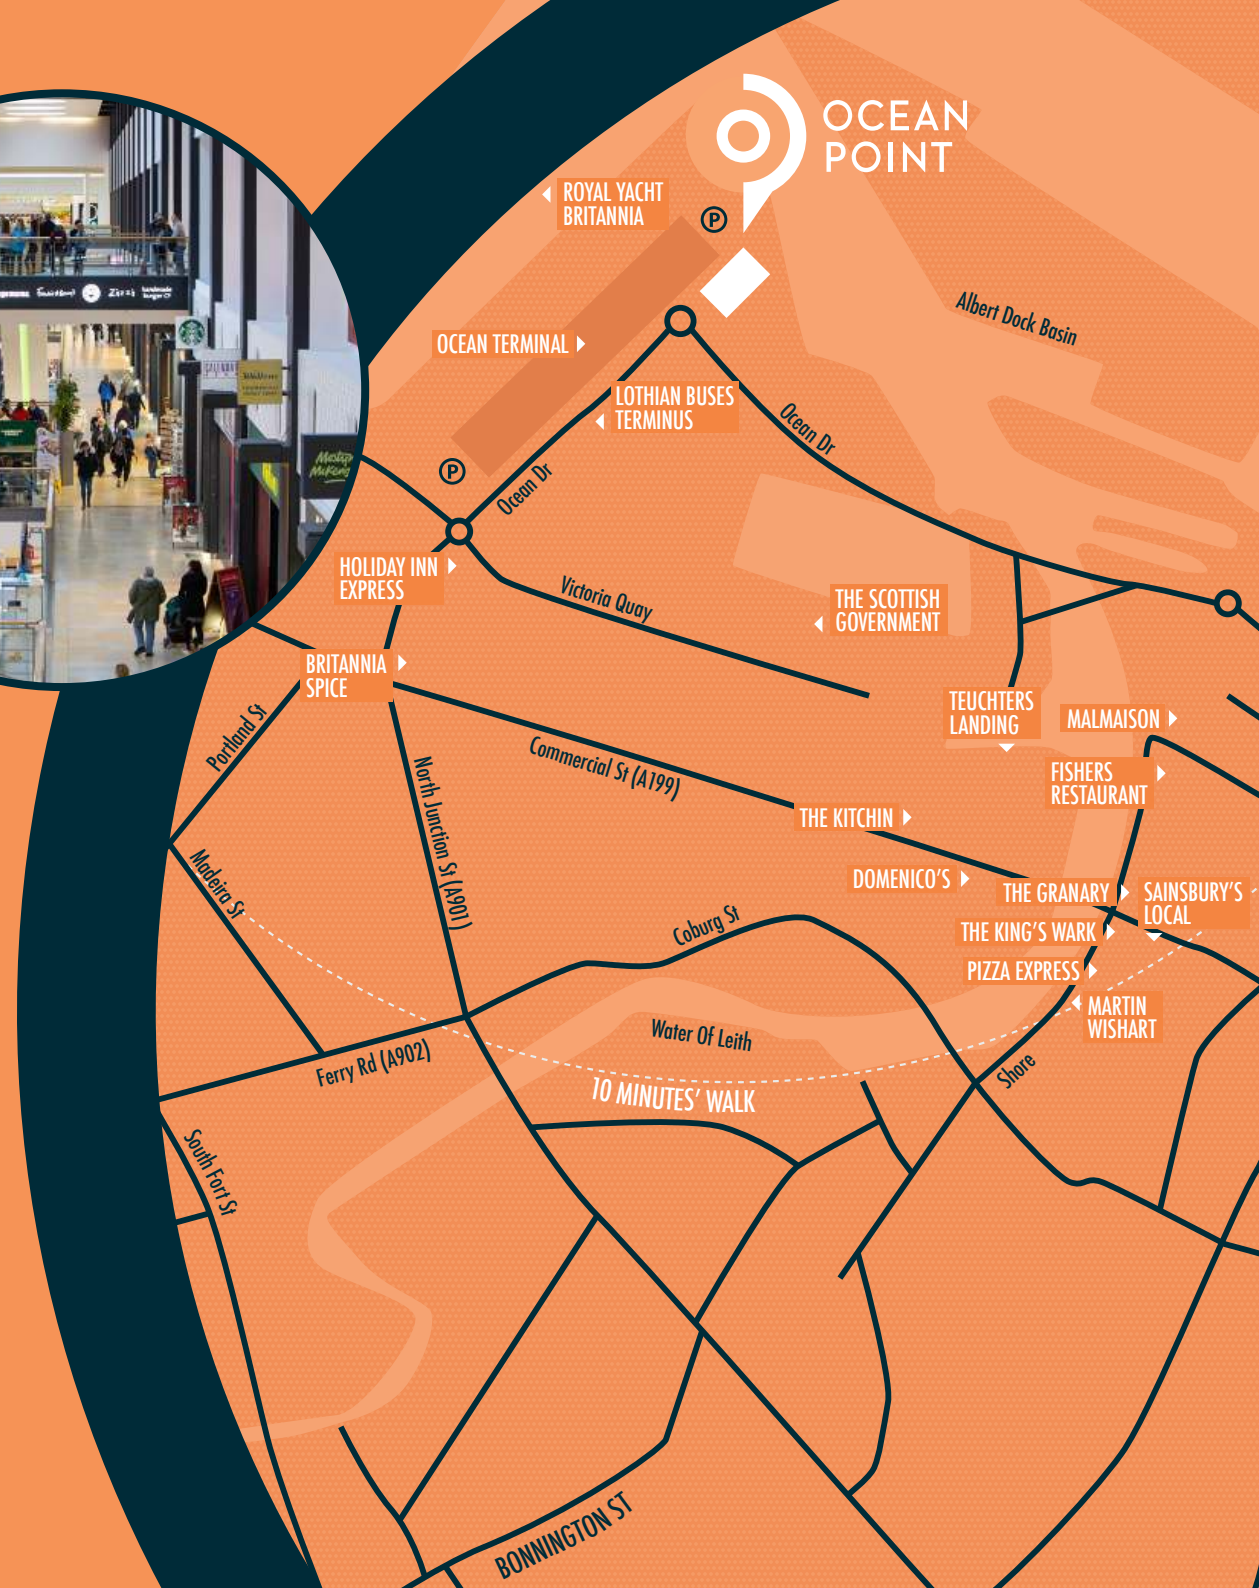 OCEAN
POINT
ROYAL YACHT
BRITANNIA
P
Albert Dock Basin
OCEAN TERMINAL
LOTHIAN BUSES
TERMINUS
Ocean Dr
P
Ocean Dr
HOLIDAY INN
EXPRESS
Victoria Quay
THE SCOTTISH
GOVERNMENT
BRITANNIA
SPICE
TEUCHTERS
LANDING
MALMAISON
Portland St
Commercial St (A199)
North Junction St (A901)
FISHERS
RESTAURANT
THE KITCHIN
Madeira St
DOMENICO'S
THE GRANARY
SAINSBURY'S
LOCAL
Coburg St
THE KING'S WARK
PIZZA EXPRESS
MARTIN
WISHART
Water Of Leith
Ferry Rd (A902)
Shore
10 MINUTES' WALK
South Fort St
BONNINGTON ST